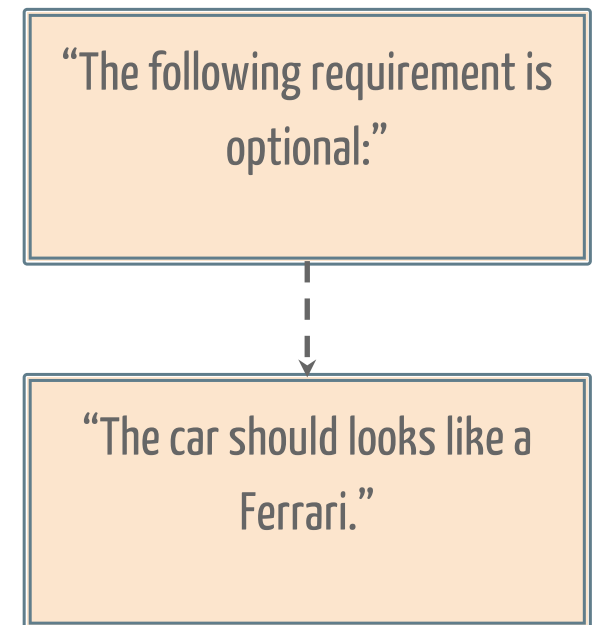 “The following requirement is
optional:”
“The car should looks like a
Ferrari.”